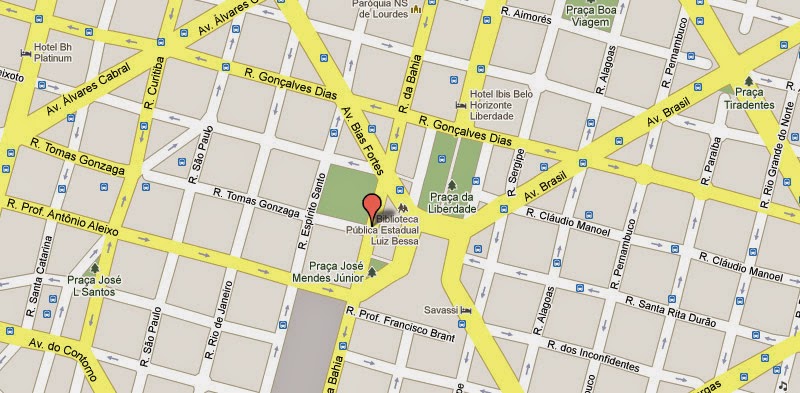 Paróquia NS
de Lourdes
R. Aimorés
Praça Boa
Viagem
Av. Álvares C
Hotel Bh
Platinum
R. Curitiba
R. da Bahia
R. Alagoas
R. Pernambuco
eixoto
Av. Álvares Cabral
R. Gonçalves Dias
Hotel Ibis Belo
Horizonte
Liberdade
Praça
Tiradentes
Av. Bias Fortes
R. Gonçalves Dias
Av. Brasil
R. São Paulo
R. Tomas Gonzaga
R. Sergipe
R. Paraíba
R. Rio Grande do Norte
R. Espírito Santo
R. Tomas Gonzaga
Praça da
Liberdade
Av. Brasil
R. Prof. Antônio Aleixo
Biblioteca
Pública Estadual
Luiz Bessa
R. Cláudio Manoel
R. Pernambuco
R. Cláudio Manoel
R. Santa Catarina
Praça José
L Santos
Praça José
Mendes Júnior
R. Rio de Janeiro
R. São Paulo
Savassi
R. Alagoas
R. Santa Rita Durão
R. Prof. Francisco Brant
R. dos Inconfidentes
Av. do Contorno
Bahia
rgas